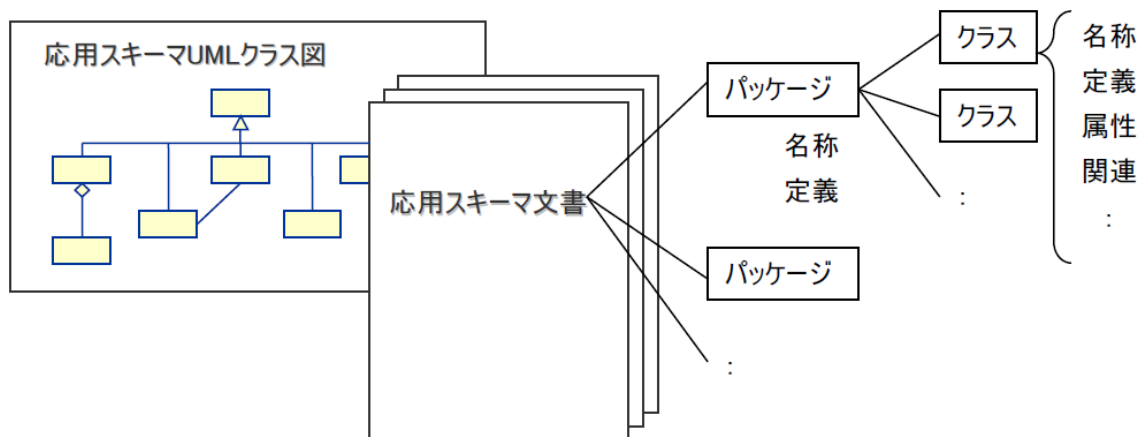 応用スキーマUMLクラス図
応用スキーマ文書
パッケージ
名称
定義
パッケージ
:
クラス
クラス
:
名称
定義
属性
関連
: